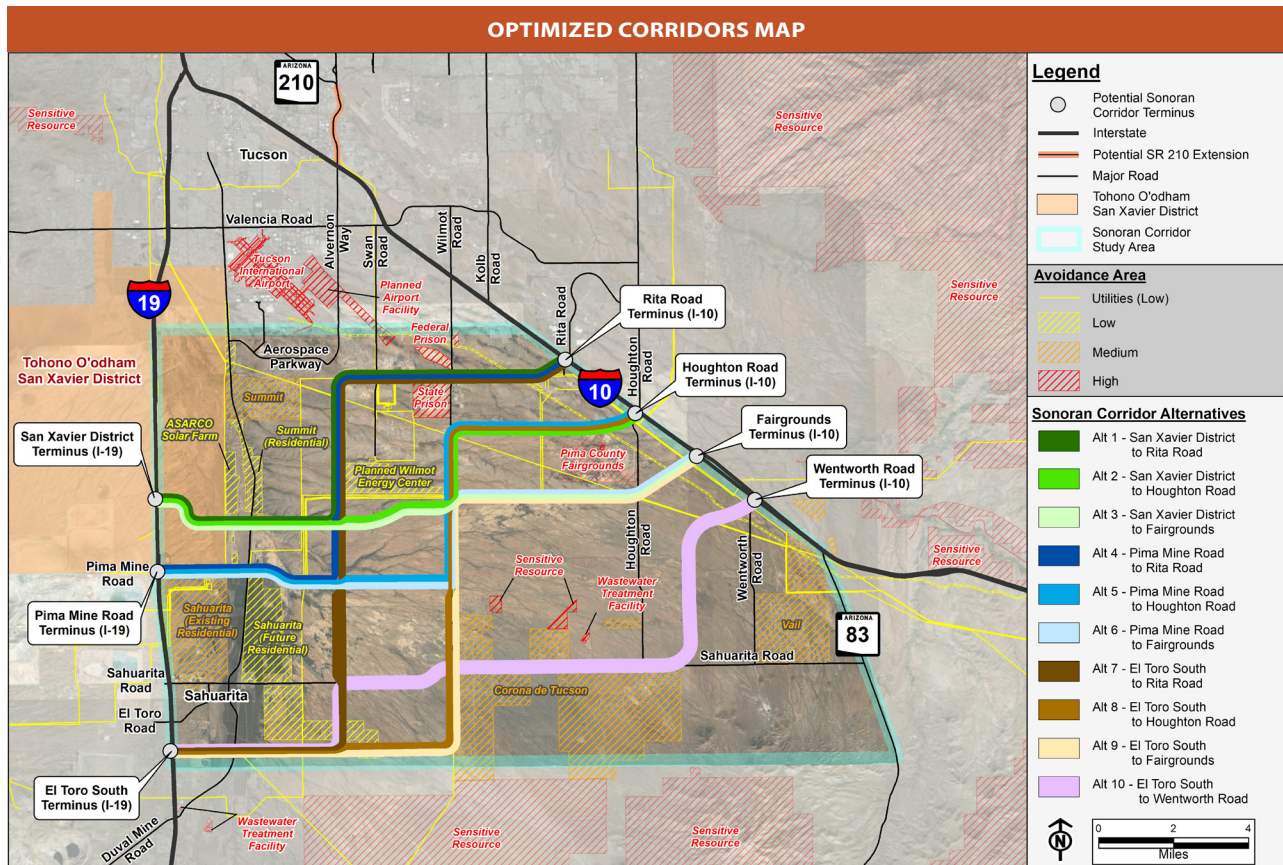 OPTIMIZED CORRIDORS MAP
ARIZONA
210
Sensitive
Resource
Sensitive
Resource
Tucson
Valencia Road
Alvernon
Way
Swan
Road
Wilmot
Road
Kolb
Road
Tucson
International
Airport
Planned
Airport
Facility
19
Rita Road
Rita Road
Terminus (I-10)
Sensitive
Resource
Federal
Prison
Aerospace
Parkway
Houghton
Road
Tohono O'odham
San Xavier District
10
Houghton Road
Terminus (I-10)
State
Prison
Summit
ASARCO
Solar Farm
Summit
(Residential)
Fairgrounds
Terminus (I-10)
San Xavier District
Terminus (I-19)
Pima County
Fairgrounds
Planned Wilmot
Energy Center
Wentworth Road
Terminus (I-10)
Houghton
Road
Wentworth
Road
Sensitive
Resource
Pima Mine
Road
Sensitive
Resource
Wastewater
Treatment
Facility
Pima Mine Road
Terminus (I-19)
Sahuarita
(Existing
Residential)
Sahuarita
(Future
Residential)
Vail
ARIZONA
83
Sahuarita Road
Sahuarita
Road
Sahuarita
Corona de Tucson
El Toro
Road
El Toro South
Terminus (I-19)
Duval Mine
Road
Wastewater
Treatment
Facility
Sensitive
Resource
Sensitive
Resource
Legend
Potential Sonoran
Corridor Terminus
Interstate
Potential SR 210 Extension
Major Road
Tohono O'odham
San Xavier District
Sonoran Corridor
Study Area
Avoidance Area
Utilities (Low)
Low
Medium
High
Sonoran Corridor Alternatives
Alt 1 - San Xavier District
to Rita Road
Alt 2 - San Xavier District
to Houghton Road
Alt 3 - San Xavier District
to Fairgrounds
Alt 4 - Pima Mine Road
to Rita Road
Alt 5 - Pima Mine Road
to Houghton Road
Alt 6 - Pima Mine Road
to Fairgrounds
Alt 7 - El Toro South
to Rita Road
Alt 8 - El Toro South
to Houghton Road
Alt 9 - El Toro South
to Fairgrounds
Alt 10 - El Toro South
to Wentworth Road
N
0 2 4
Miles